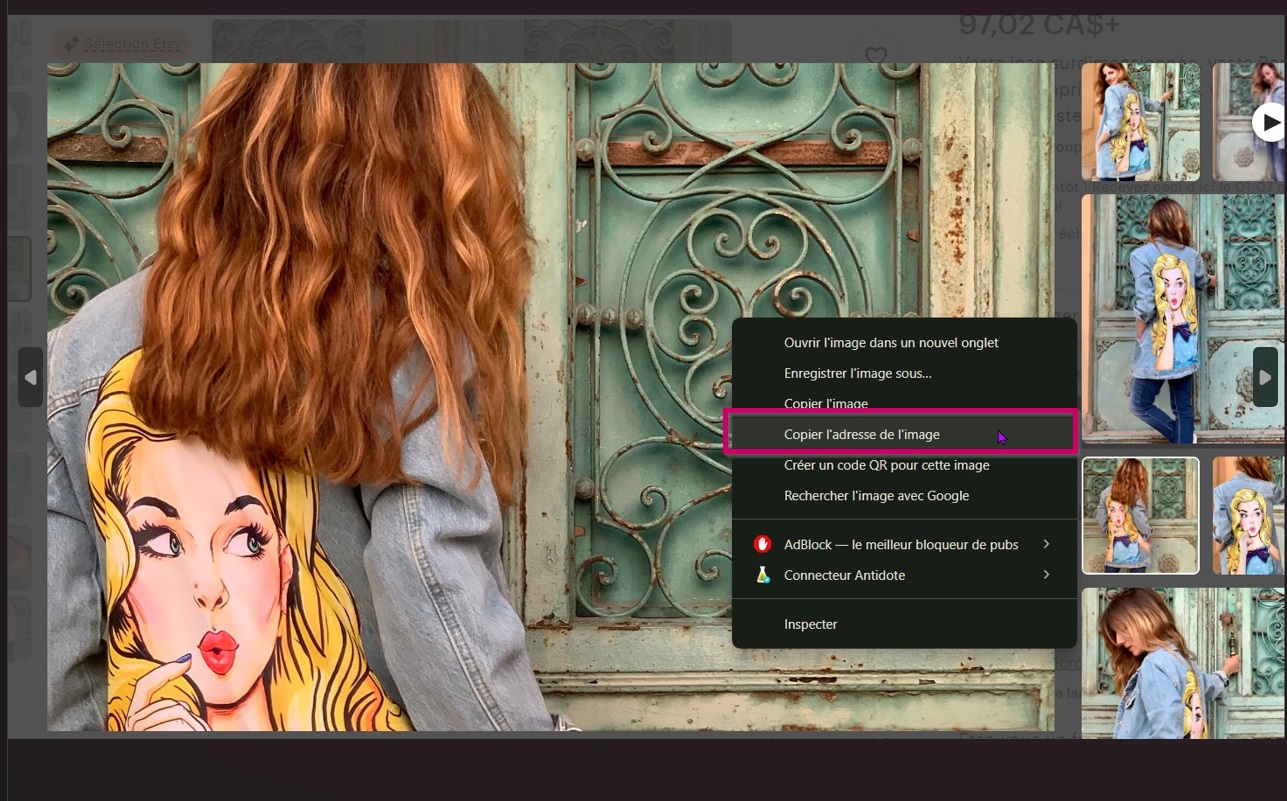 Sélection Etsy
97,02 CA$+
Ouvrir l'image dans un nouvel onglet
Enregistrer l'image sous...
Copier l'image
Copier l'adresse de l'image
Créer un code QR pour cette image
Rechercher l'image avec Google
AdBlock — le meilleur bloqueur de pubs
Connecteur Antidote
Inspecter